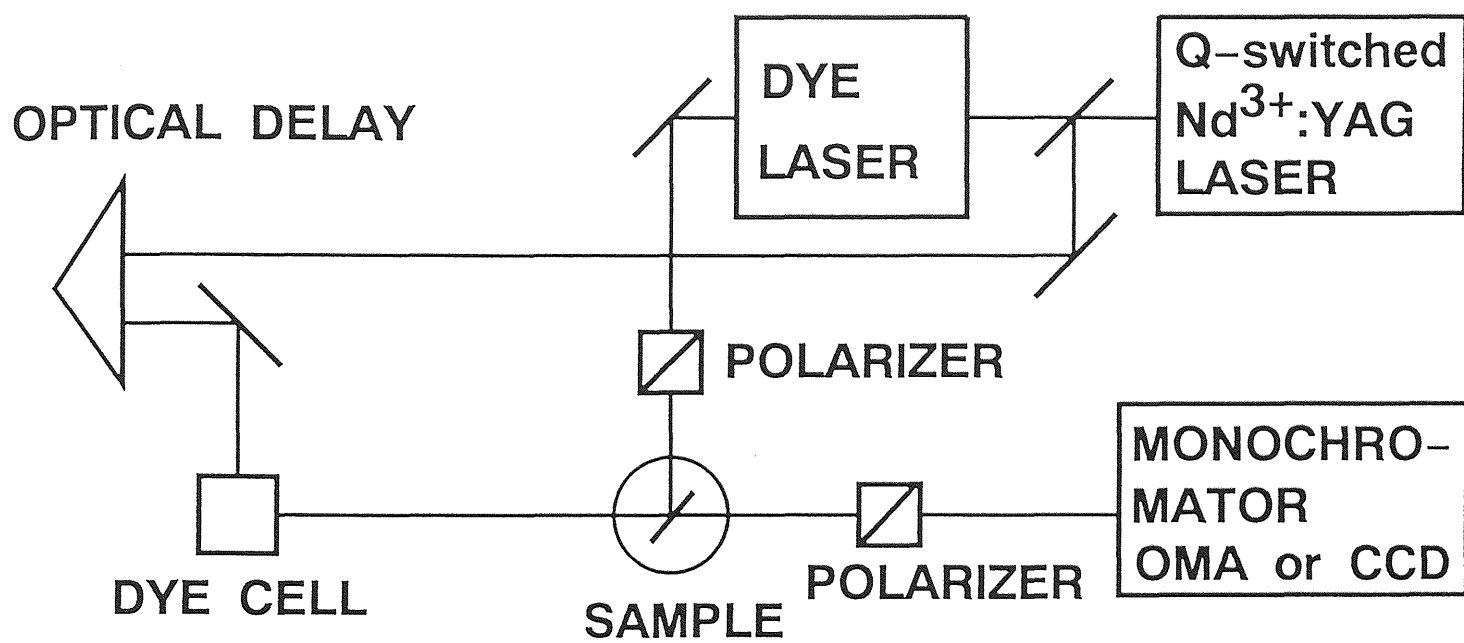 OPTICAL DELAY
DYE
LASER
Q-switched
Nd³⁺:YAG
LASER
POLARIZER
MONOCHRO-
MATOR
OMA or CCD
POLARIZER
DYE CELL
SAMPLE